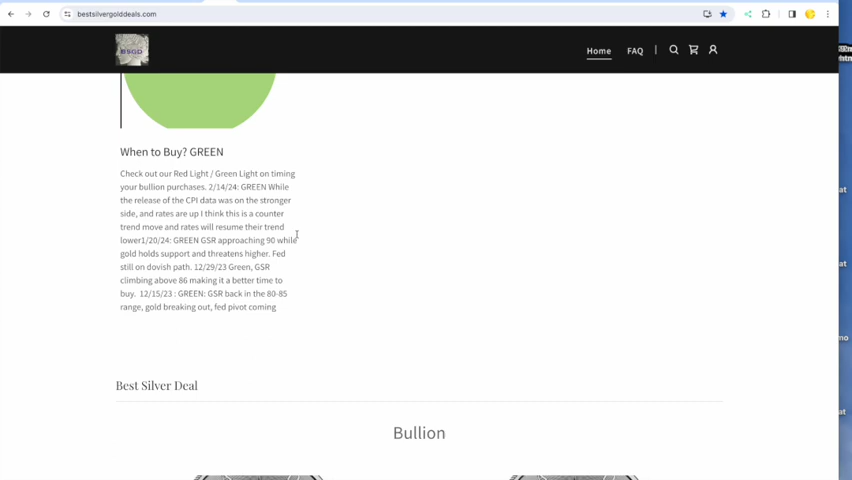 bestsilvergolddeals.com
BSGD
Home FAQ
When to Buy? GREEN
Check out our Red Light / Green Light on timing
your bullion purchases. 2/14/24: GREEN While
the release of the CPI data was on the stronger
side, and rates are up I think this is a counter
trend move and rates will resume their trend
lower1/20/24: GREEN GSR approaching 90 while
gold holds support and threatens higher. Fed
still on dovish path. 12/29/23 Green, GSR
climbing above 86 making it a better time to
buy. 12/15/23 : GREEN: GSR back in the 80-85
range, gold breaking out, fed pivot coming
Best Silver Deal
Bullion
at
at
mo
at